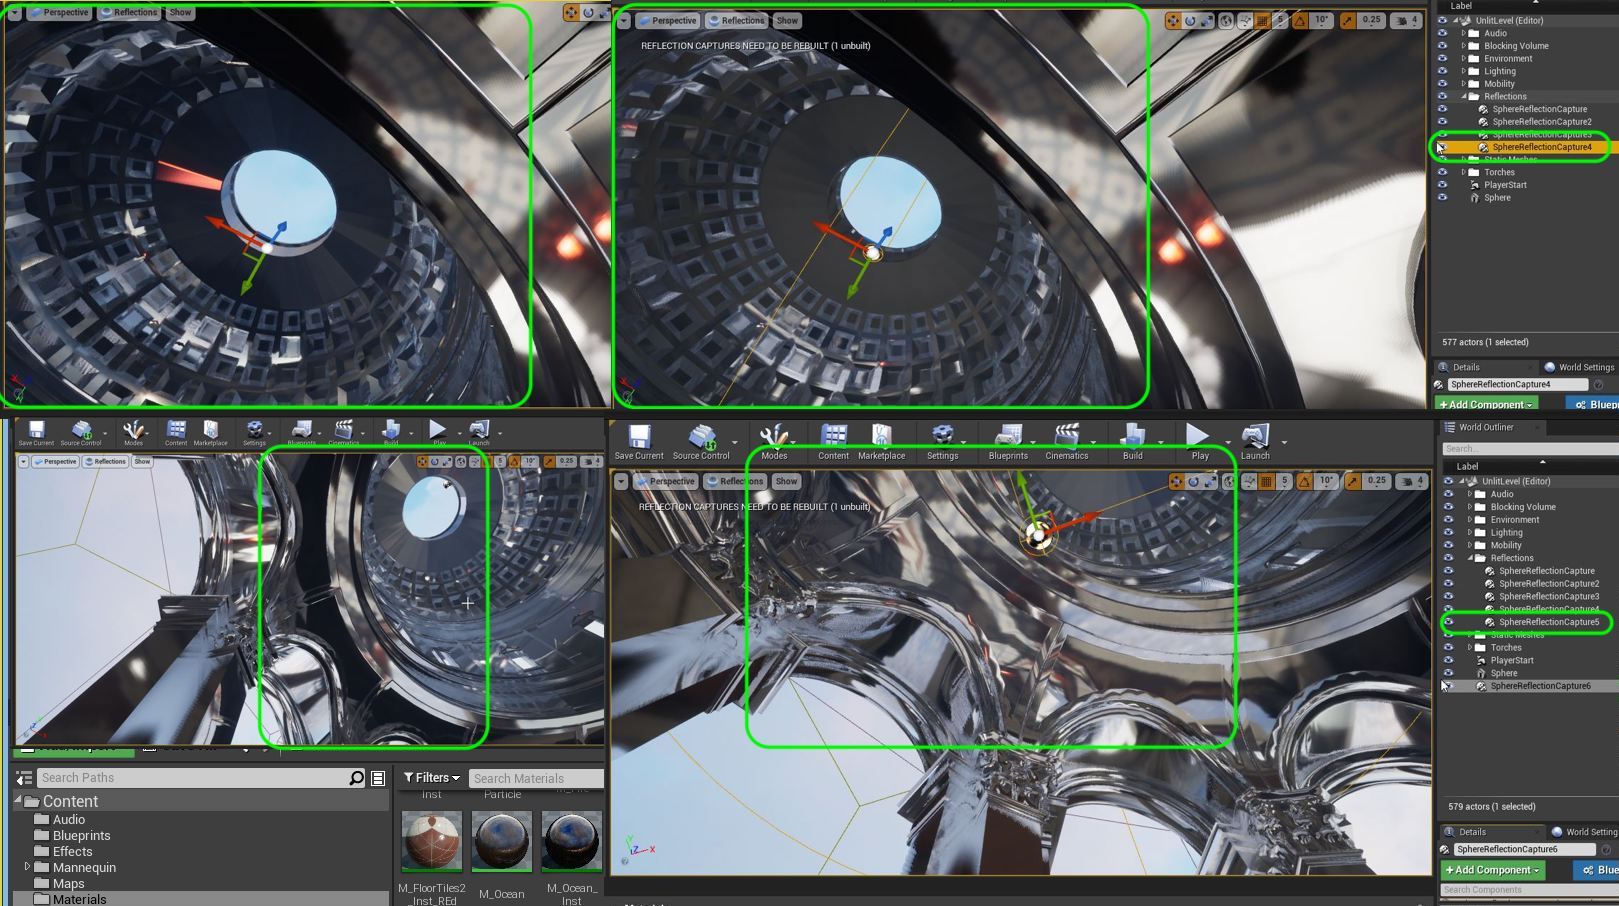 Perspective Reflections Show
Perspective Reflections Show
5 10° 0.25 4
REFLECTION CAPTURES NEED TO BE REBUILT (1 unbuilt)
Label
UnlitLevel (Editor)
Audio
Blocking Volume
Environment
Lighting
Mobility
Reflections
SphereReflectionCapture
SphereReflectionCapture2
SphereReflectionCapture3
SphereReflectionCapture4
Static Meshes
Torches
PlayerStart
Sphere
577 actors (1 selected)
Details World Settings
SphereReflectionCapture4
+Add Component Bluep
Save Current Source Control Modes Content Marketplace Settings Blueprints Cinematics Build Play Launch
Perspective Reflections Show
5 10° 0.25 4
Save Current Source Control Modes Content Marketplace Settings Blueprints Cinematics Build Play Launch
Perspective Reflections Show
5 10° 0.25 4
REFLECTION CAPTURES NEED TO BE REBUILT (1 unbuilt)
World Outliner
Search...
Label
UnlitLevel (Editor)
Audio
Blocking Volume
Environment
Lighting
Mobility
Reflections
SphereReflectionCapture
SphereReflectionCapture2
SphereReflectionCapture3
SphereReflectionCapture4
SphereReflectionCapture5
Static Meshes
Torches
PlayerStart
Sphere
SphereReflectionCapture6
579 actors (1 selected)
Details World Setting
SphereReflectionCapture6
+Add Component Blue
Search Components
Search Paths
Content
Audio
Blueprints
Effects
Mannequin
Maps
Materials
Filters Search Materials
Inst Particle
M_FloorTiles2
_Inst_REd
M_Ocean
M_Ocean_
Inst